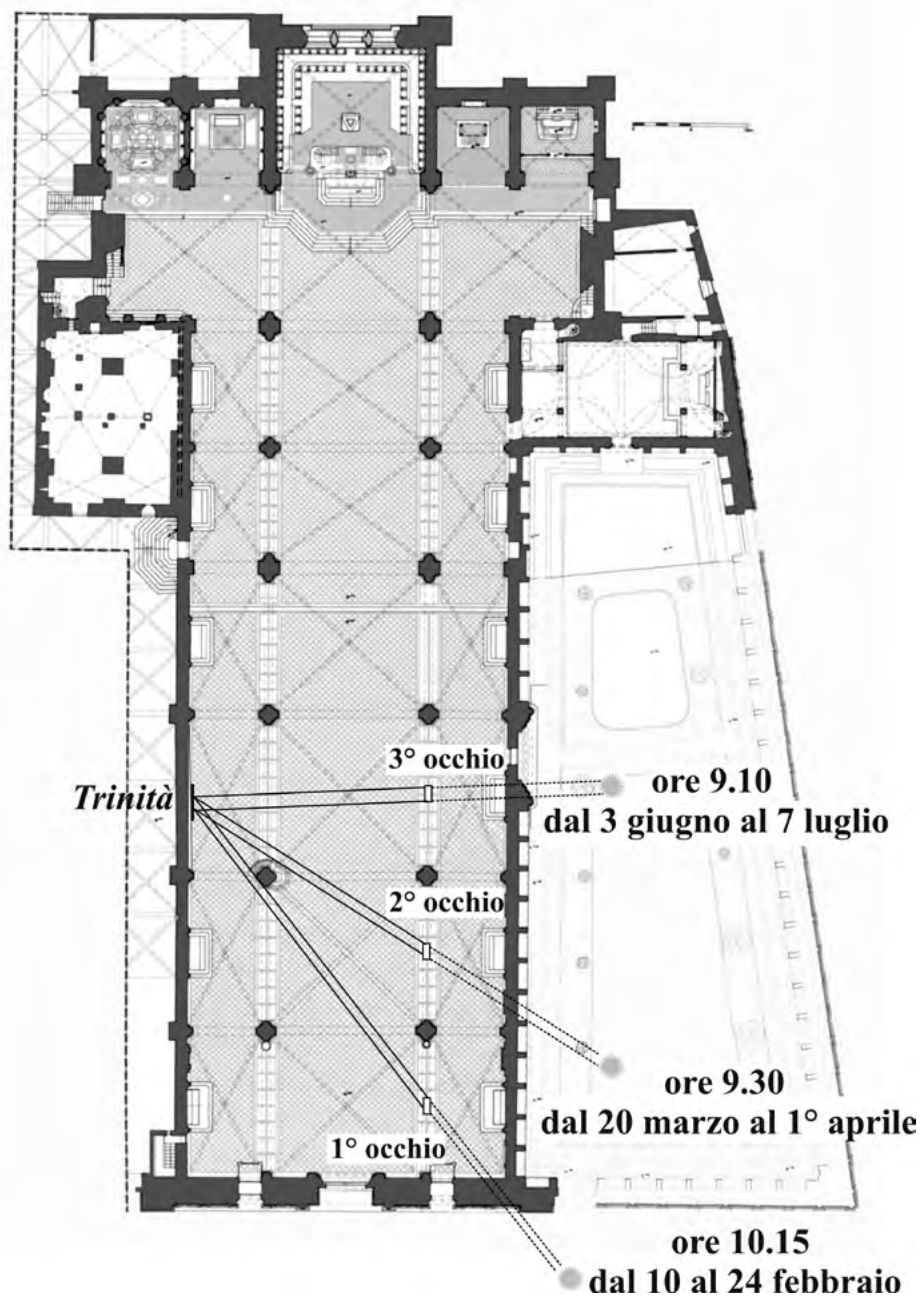 3° occhio
Trinità
ore 9.10
dal 3 giugno al 7 luglio
2° occhio
ore 9.30
dal 20 marzo al 1° aprile
1° occhio
ore 10.15
dal 10 al 24 febbraio